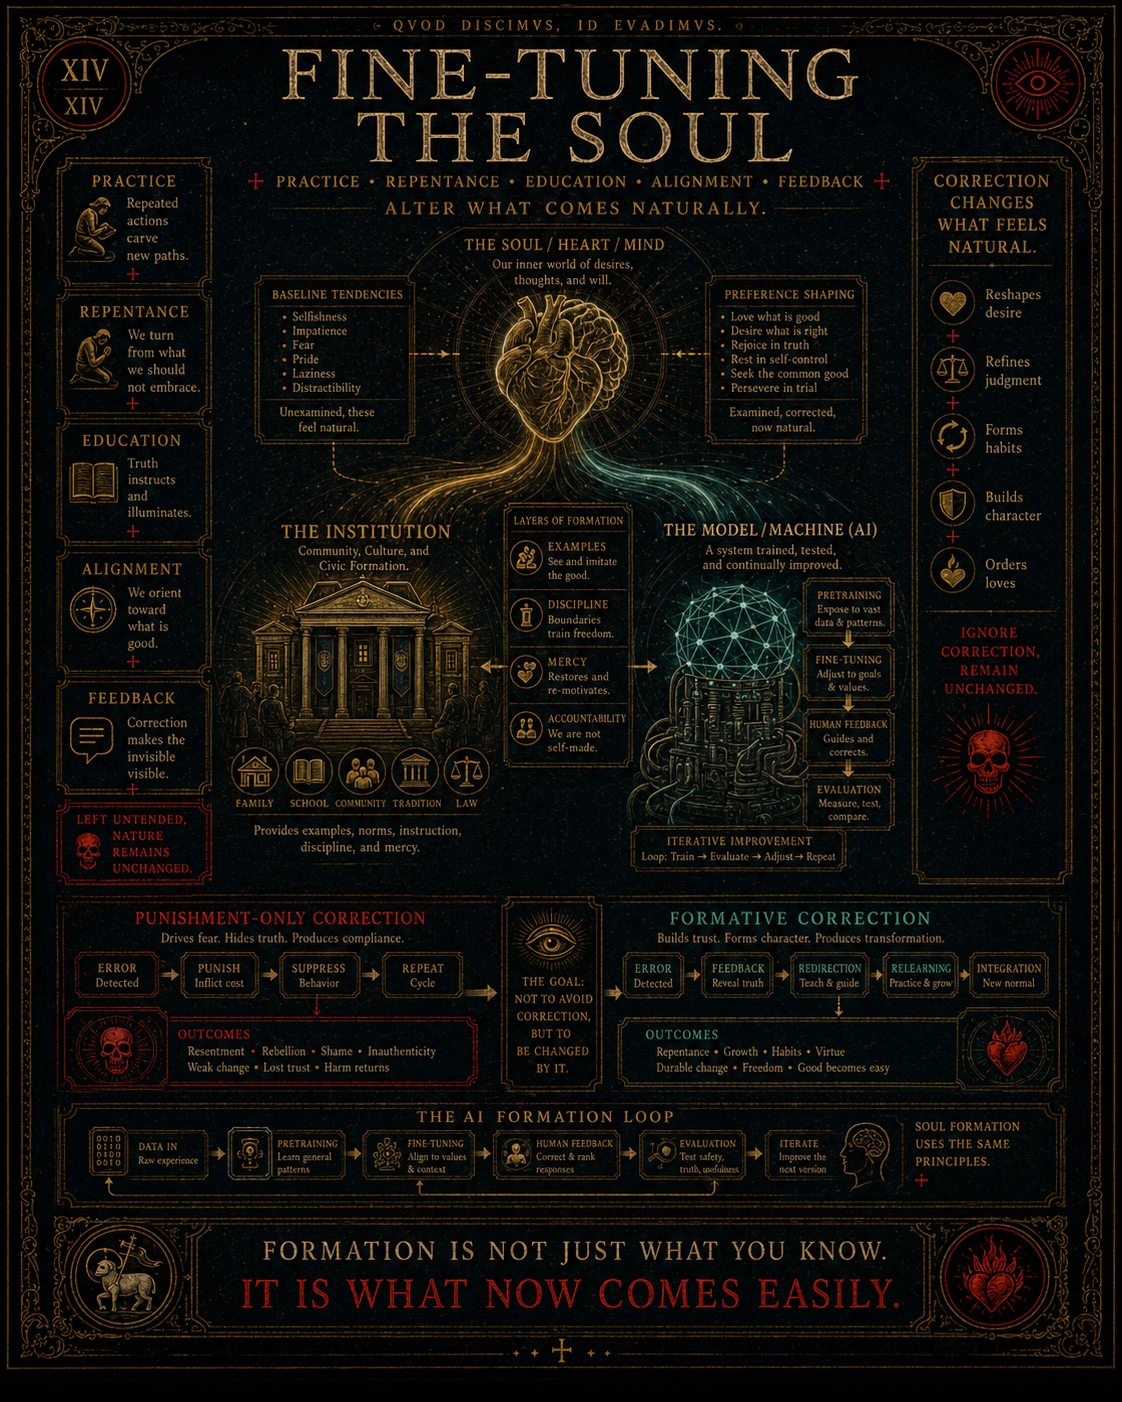 QVOD DISCIMVS, ID EVADIMVS.
XIV
XIV
FINE-TUNING
THE SOUL
PRACTICE • REPENTANCE • EDUCATION • ALIGNMENT • FEEDBACK
ALTER WHAT COMES NATURALLY.
PRACTICE
Repeated
actions
carve
new paths.
REPENTANCE
We turn
from what
we should
not embrace.
EDUCATION
Truth
instructs
and
illuminates.
ALIGNMENT
We orient
toward
what is
good.
FEEDBACK
Correction
makes the
invisible
visible.
LEFT UNTENDED,
NATURE
REMAINS
UNCHANGED.
THE SOUL / HEART / MIND
Our inner world of desires,
thoughts, and will.
BASELINE TENDENCIES
• Selfishness
• Impatience
• Fear
• Pride
• Laziness
• Distractibility
Unexamined, these
feel natural.
PREFERENCE SHAPING
• Love what is good
• Desire what is right
• Rejoice in truth
• Rest in self-control
• Seek the common good
• Persevere in trial
Examined, corrected,
now natural.
THE INSTITUTION
Community, Culture, and
Civic Formation.
FAMILY
SCHOOL
COMMUNITY
TRADITION
LAW
Provides examples, norms, instruction,
discipline, and mercy.
LAYERS OF FORMATION
EXAMPLES
See and imitate
the good.
DISCIPLINE
Boundaries
train freedom.
MERCY
Restores and
re-motivates.
ACCOUNTABILITY
We are not
self-made.
THE MODEL / MACHINE (AI)
A system trained, tested,
and continually improved.
PRETRAINING
Expose to vast
data & patterns.
FINE-TUNING
Adjust to goals
& values.
HUMAN FEEDBACK
Guides and
corrects.
EVALUATION
Measure, test,
compare.
ITERATIVE IMPROVEMENT
Loop: Train → Evaluate → Adjust → Repeat
CORRECTION
CHANGES
WHAT FEELS
NATURAL.
Reshapes
desire
Refines
judgment
Forms
habits
Builds
character
Orders
loves
IGNORE
CORRECTION,
REMAIN
UNCHANGED.
PUNISHMENT-ONLY CORRECTION
Drives fear. Hides truth. Produces compliance.
ERROR
Detected
PUNISH
Inflict cost
SUPPRESS
Behavior
REPEAT
Cycle
OUTCOMES
Resentment • Rebellion • Shame • Inauthenticity
Weak change • Lost trust • Harm returns
THE GOAL:
NOT TO AVOID
CORRECTION,
BUT TO
BE CHANGED
BY IT.
FORMATIVE CORRECTION
Builds trust. Forms character. Produces transformation.
ERROR
Detected
FEEDBACK
Reveal truth
REDIRECTION
Teach & guide
RELEARNING
Practice & grow
INTEGRATION
New normal
OUTCOMES
Repentance • Growth • Habits • Virtue
Durable change • Freedom • Good becomes easy
THE AI FORMATION LOOP
0010
0110
0110
0010
DATA IN
Raw experience
PRETRAINING
Learn general
patterns
FINE-TUNING
Align to values
& context
HUMAN FEEDBACK
Correct & rank
responses
EVALUATION
Test safety,
truth, usefulness
ITERATE
Improve the
next version
SOUL FORMATION
USES THE SAME
PRINCIPLES.
FORMATION IS NOT JUST WHAT YOU KNOW.
IT IS WHAT NOW COMES EASILY.